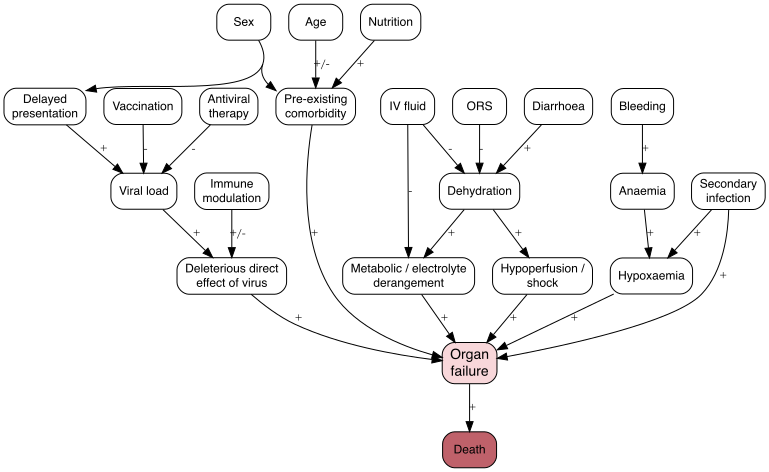 Sex
Age
Nutrition
+/-
+
Delayed
presentation
Vaccination
Antiviral
therapy
Pre-existing
comorbidity
IV fluid
ORS
Diarrhoea
Bleeding
+
-
-
-
-
+
+
Viral load
Immune
modulation
-
Dehydration
Anaemia
Secondary
infection
+
+/-
+
+
+
+
+
Deleterious direct
effect of virus
Metabolic / electrolyte
derangement
Hypoperfusion /
shock
Hypoxaemia
+
+
+
+
+
Organ
failure
+
Death